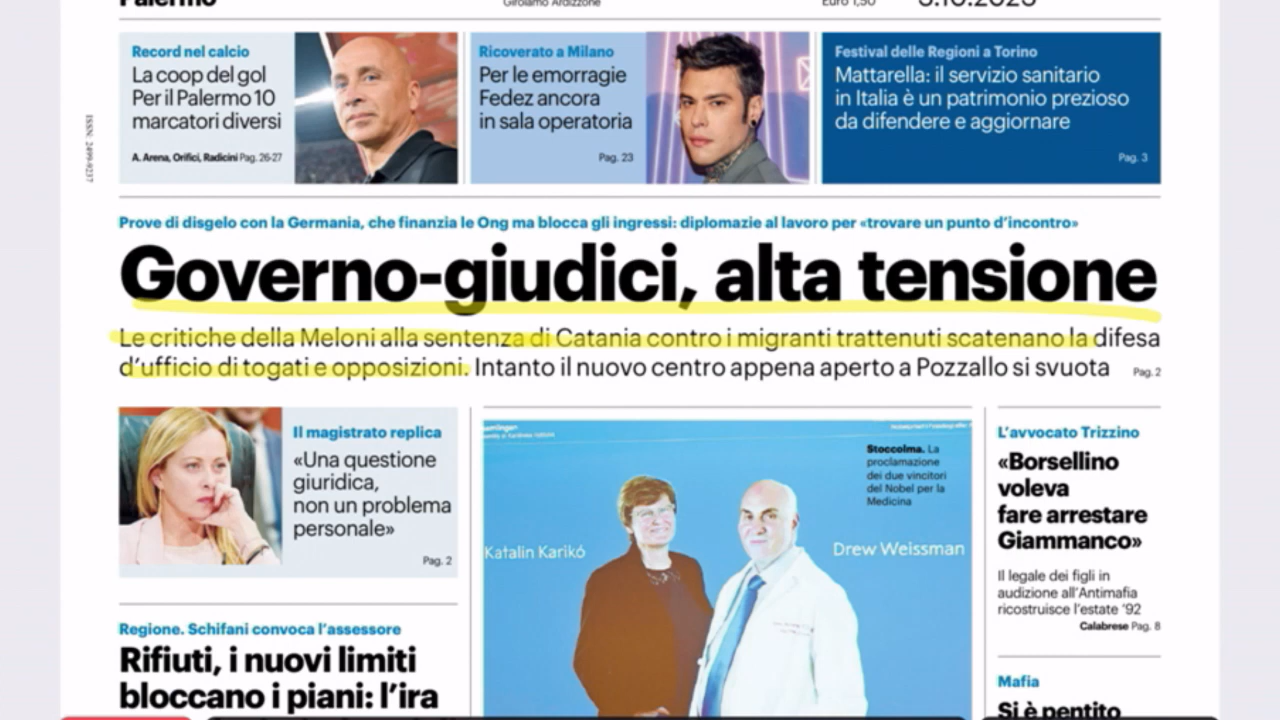 Palermo
Girolamo Ardizzone
Euro 1,50
3.10.2023
ISSN: 2499-9237
Record nel calcio
La coop del gol
Per il Palermo 10
marcatori diversi
A. Arena, Orifici, Radicini Pag. 26-27
Ricoverato a Milano
Per le emorragie
Fedez ancora
in sala operatoria
Pag. 23
Festival delle Regioni a Torino
Mattarella: il servizio sanitario
in Italia è un patrimonio prezioso
da difendere e aggiornare
Pag. 3
Prove di disgelo con la Germania, che finanzia le Ong ma blocca gli ingressi: diplomazie al lavoro per «trovare un punto d’incontro»
Governo-giudici, alta tensione
Le critiche della Meloni alla sentenza di Catania contro i migranti trattenuti scatenano la difesa
d’ufficio di togati e opposizioni. Intanto il nuovo centro appena aperto a Pozzallo si svuota
Pag. 2
Il magistrato replica
«Una questione
giuridica,
non un problema
personale»
Pag. 2
Regione. Schifani convoca l’assessore
Rifiuti, i nuovi limiti
bloccano i piani: l’ira
Stoccolma. La
proclamazione
dei due vincitori
del Nobel per la
Medicina
Katalin Karikó
Drew Weissman
L’avvocato Trizzino
«Borsellino
voleva
fare arrestare
Giammanco»
Il legale dei figli in
audizione all’Antimafia
ricostruisce l’estate ’92
Calabrese Pag. 8
Mafia
Si è pentito